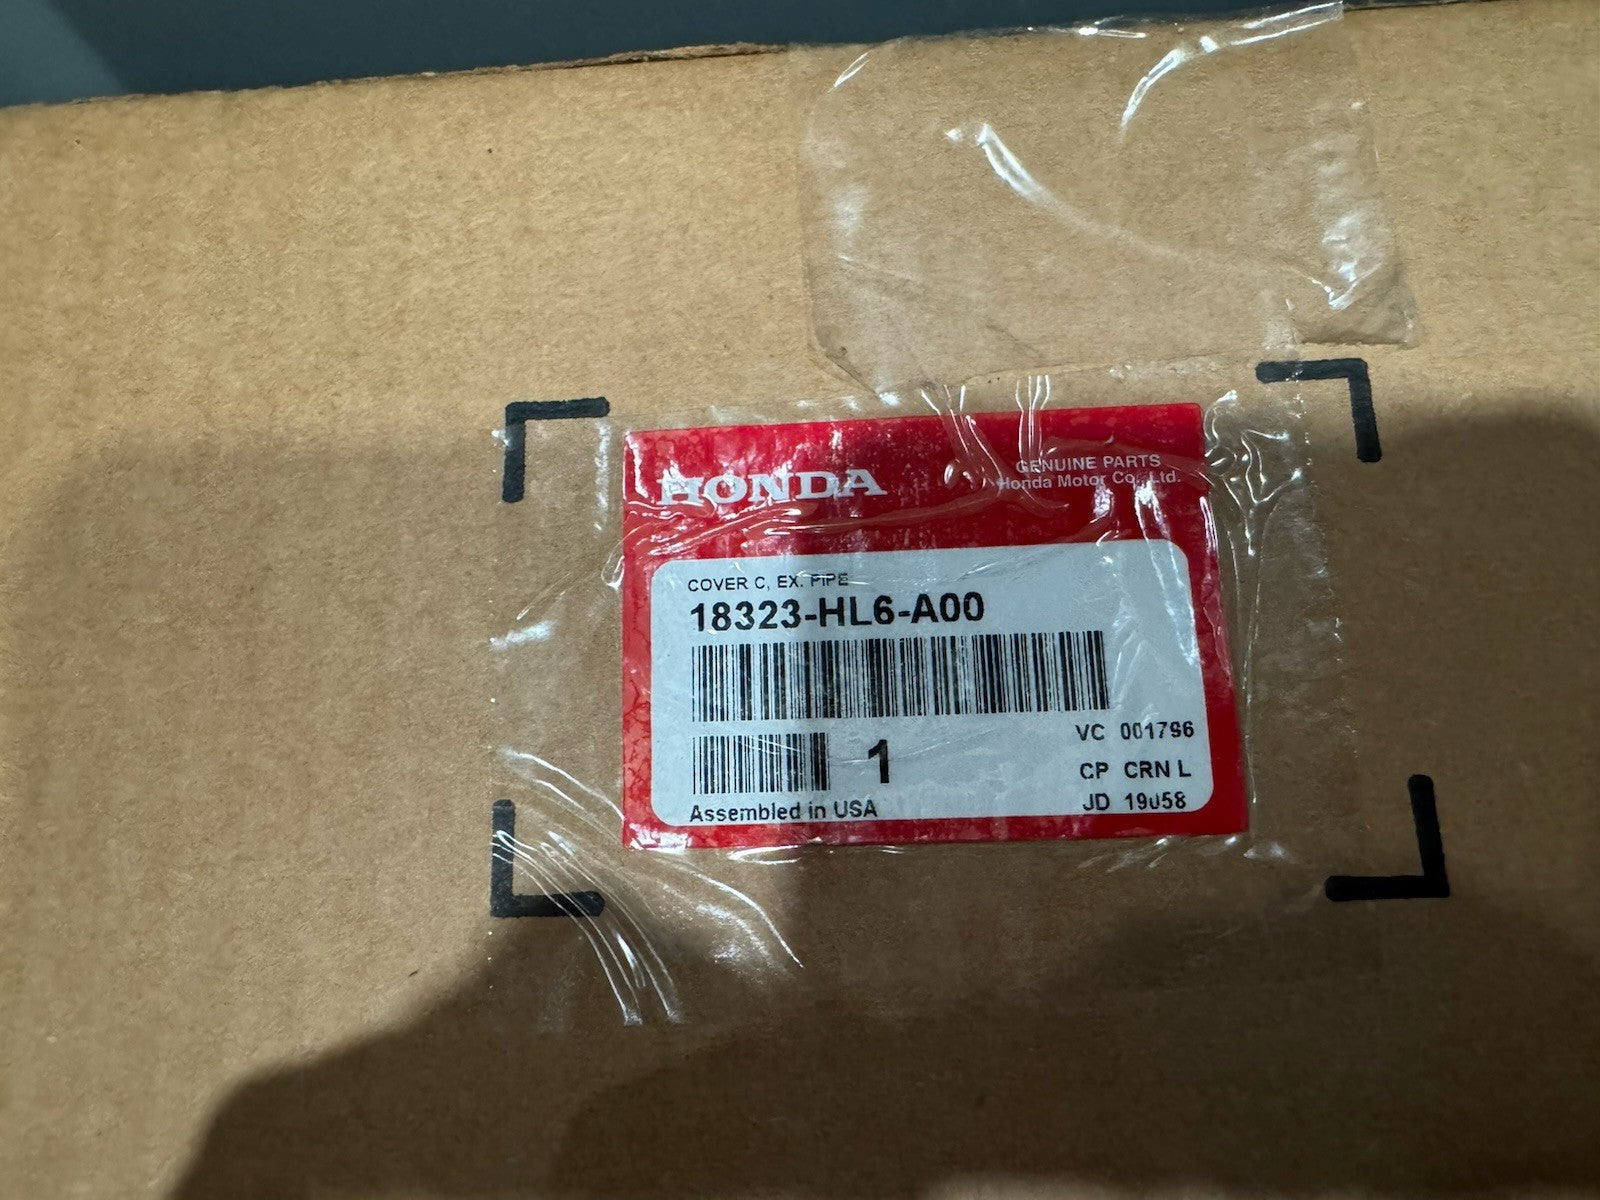 HONDA
GENUINE PARTS
Honda Motor Co., Ltd.
COVER C, EX. PIPE
18323-HL6-A00
1
VC 001796
CP CRN L
JD 19058
Assembled in USA